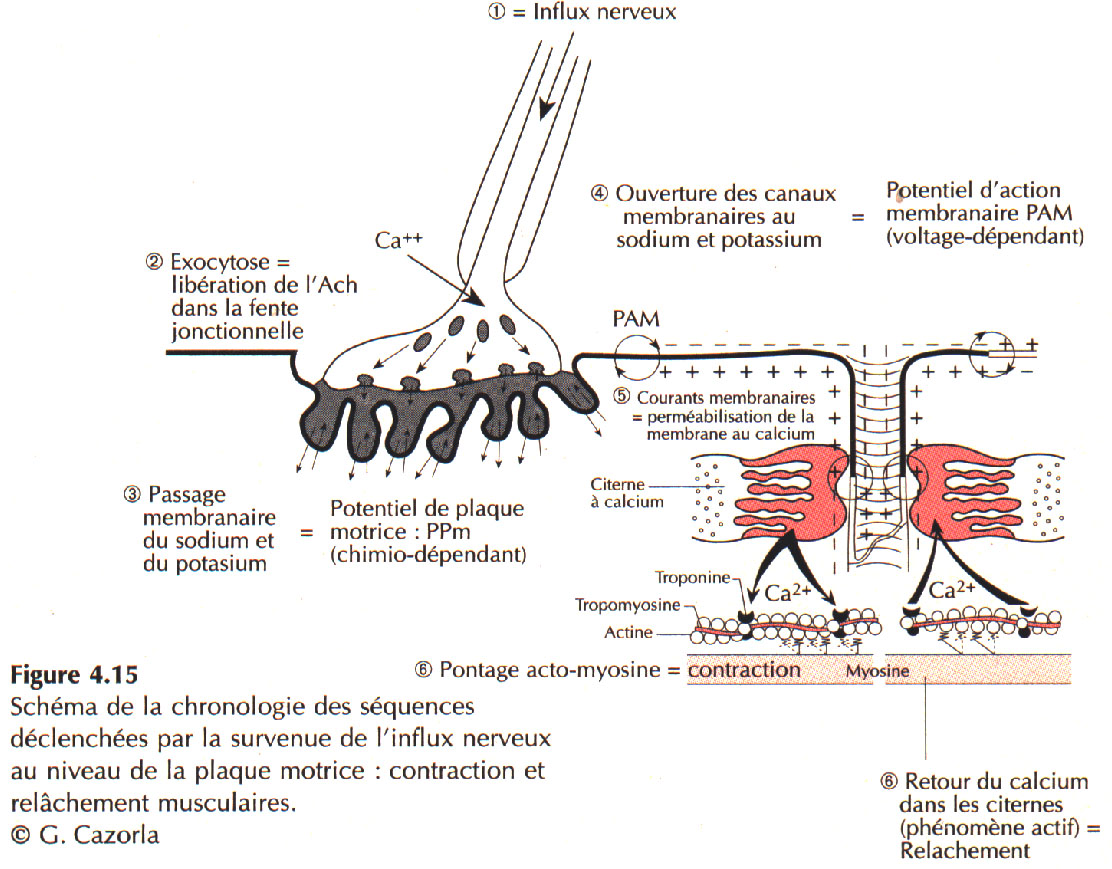 ① = Influx nerveux
④ Ouverture des canaux
membranaires au
sodium et potassium
=
Potentiel d'action
membranaire PAM
(voltage-dépendant)
Ca++
② Exocytose =
libération de l'Ach
dans la fente
jonctionnelle
PAM
⑤ Courants membranaires
= perméabilisation de la
membrane au calcium
Citerne
à calcium
③ Passage
membranaire
du sodium et
du potasium
=
Potentiel de plaque
motrice : PPm
(chimio-dépendant)
Troponine
Ca2+
Ca2+
Tropomyosine
Actine
⑥ Pontage acto-myosine = contraction
Myosine
Figure 4.15
Schéma de la chronologie des séquences
déclenchées par la survenue de l'influx nerveux
au niveau de la plaque motrice : contraction et
relâchement musculaires.
© G. Cazorla
⑥ Retour du calcium
dans les citernes
(phénomène actif) =
Relachement